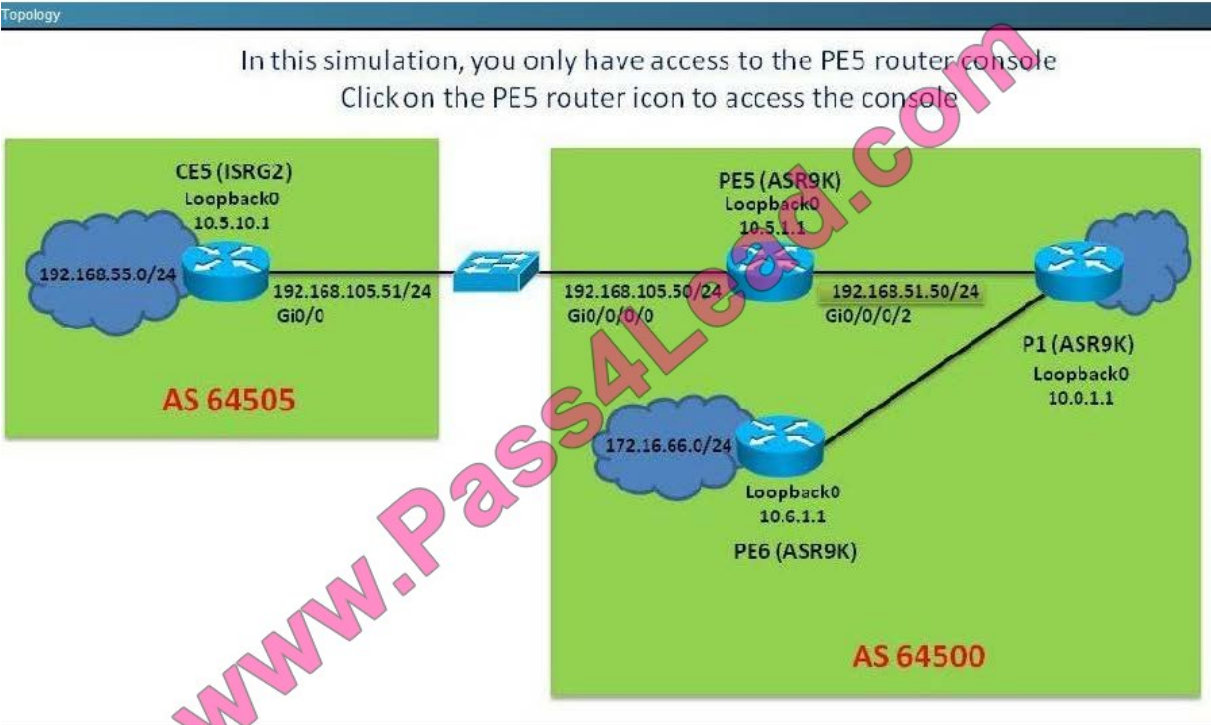 Topology
In this simulation, you only have access to the PE5 router console
Click on the PE5 router icon to access the console
CE5 (ISRG2)
Loopback0
10.5.10.1
192.168.55.0/24
192.168.105.51/24
Gi0/0
AS 64505
PE5 (ASR9K)
Loopback0
10.5.1.1
192.168.105.50/24
Gi0/0/0/0
192.168.51.50/24
Gi0/0/0/2
P1 (ASR9K)
Loopback0
10.0.1.1
172.16.66.0/24
Loopback0
10.6.1.1
PE6 (ASR9K)
AS 64500
www.Pass4Lead.com